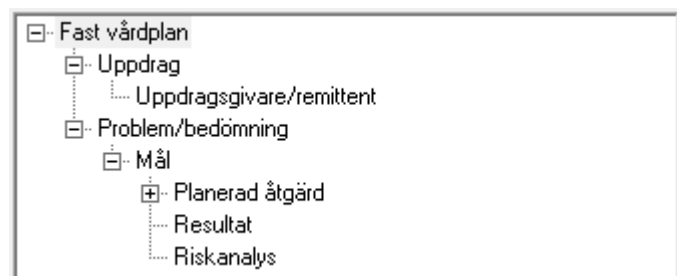 Fast vårdplan
Uppdrag
Uppdragsgivare/remittent
Problem/bedömning
Mål
Planerad åtgärd
Resultat
Riskanalys